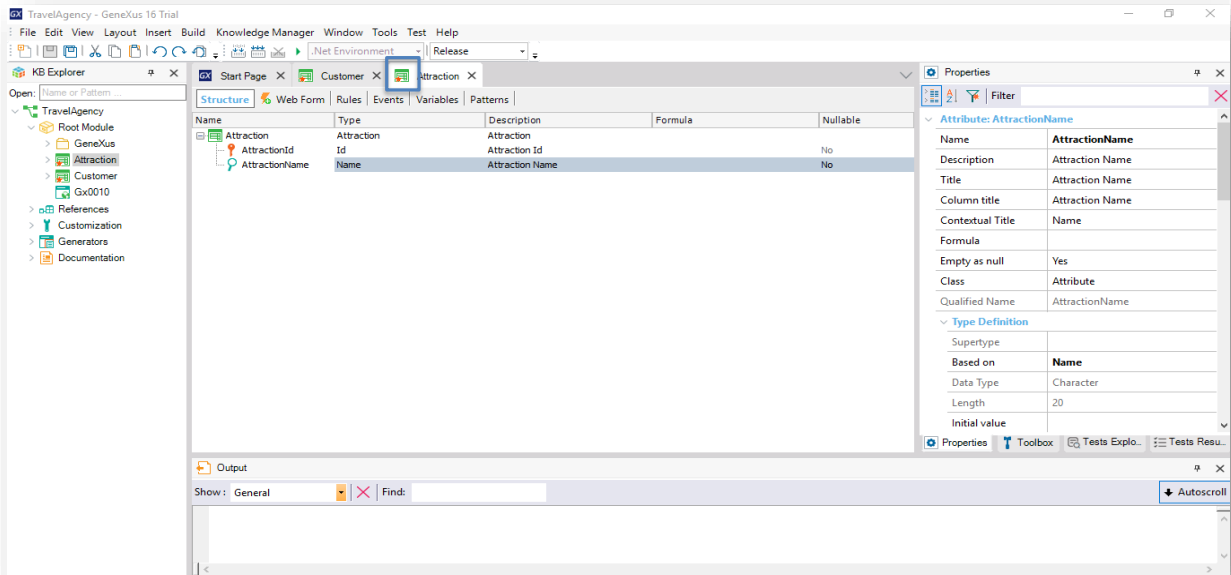 GX TravelAgency - GeneXus 16 Trial
File Edit View Layout Insert Build Knowledge Manager Window Tools Test Help
.Net Environment Release
KB Explorer
Open: Name or Pattern ...
TravelAgency
Root Module
GeneXus
Attraction
Customer
Gx0010
References
Customization
Generators
Documentation
GX Start Page Customer Attraction
Structure Web Form Rules Events Variables Patterns
Name Type Description Formula Nullable
Attraction Attraction Attraction
AttractionId Id Attraction Id No
AttractionName Name Attraction Name No
Properties
Filter
Attribute: AttractionName
Name AttractionName
Description Attraction Name
Title Attraction Name
Column title Attraction Name
Contextual Title Name
Formula
Empty as null Yes
Class Attribute
Qualified Name AttractionName
Type Definition
Supertype
Based on Name
Data Type Character
Length 20
Initial value
Properties Toolbox Tests Explo... Tests Resu...
Output
Show: General Find:
Autoscroll